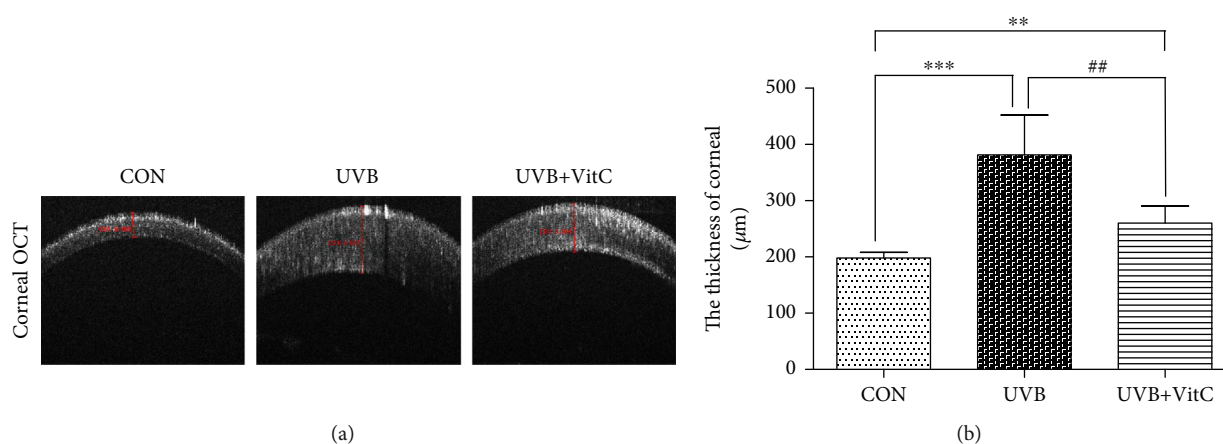 CON
UVB
UVB+VitC
Corneal OCT
(a)
**
***
##
The thickness of corneal
(μm)
500
400
300
200
100
0
CON
UVB
UVB+VitC
(b)